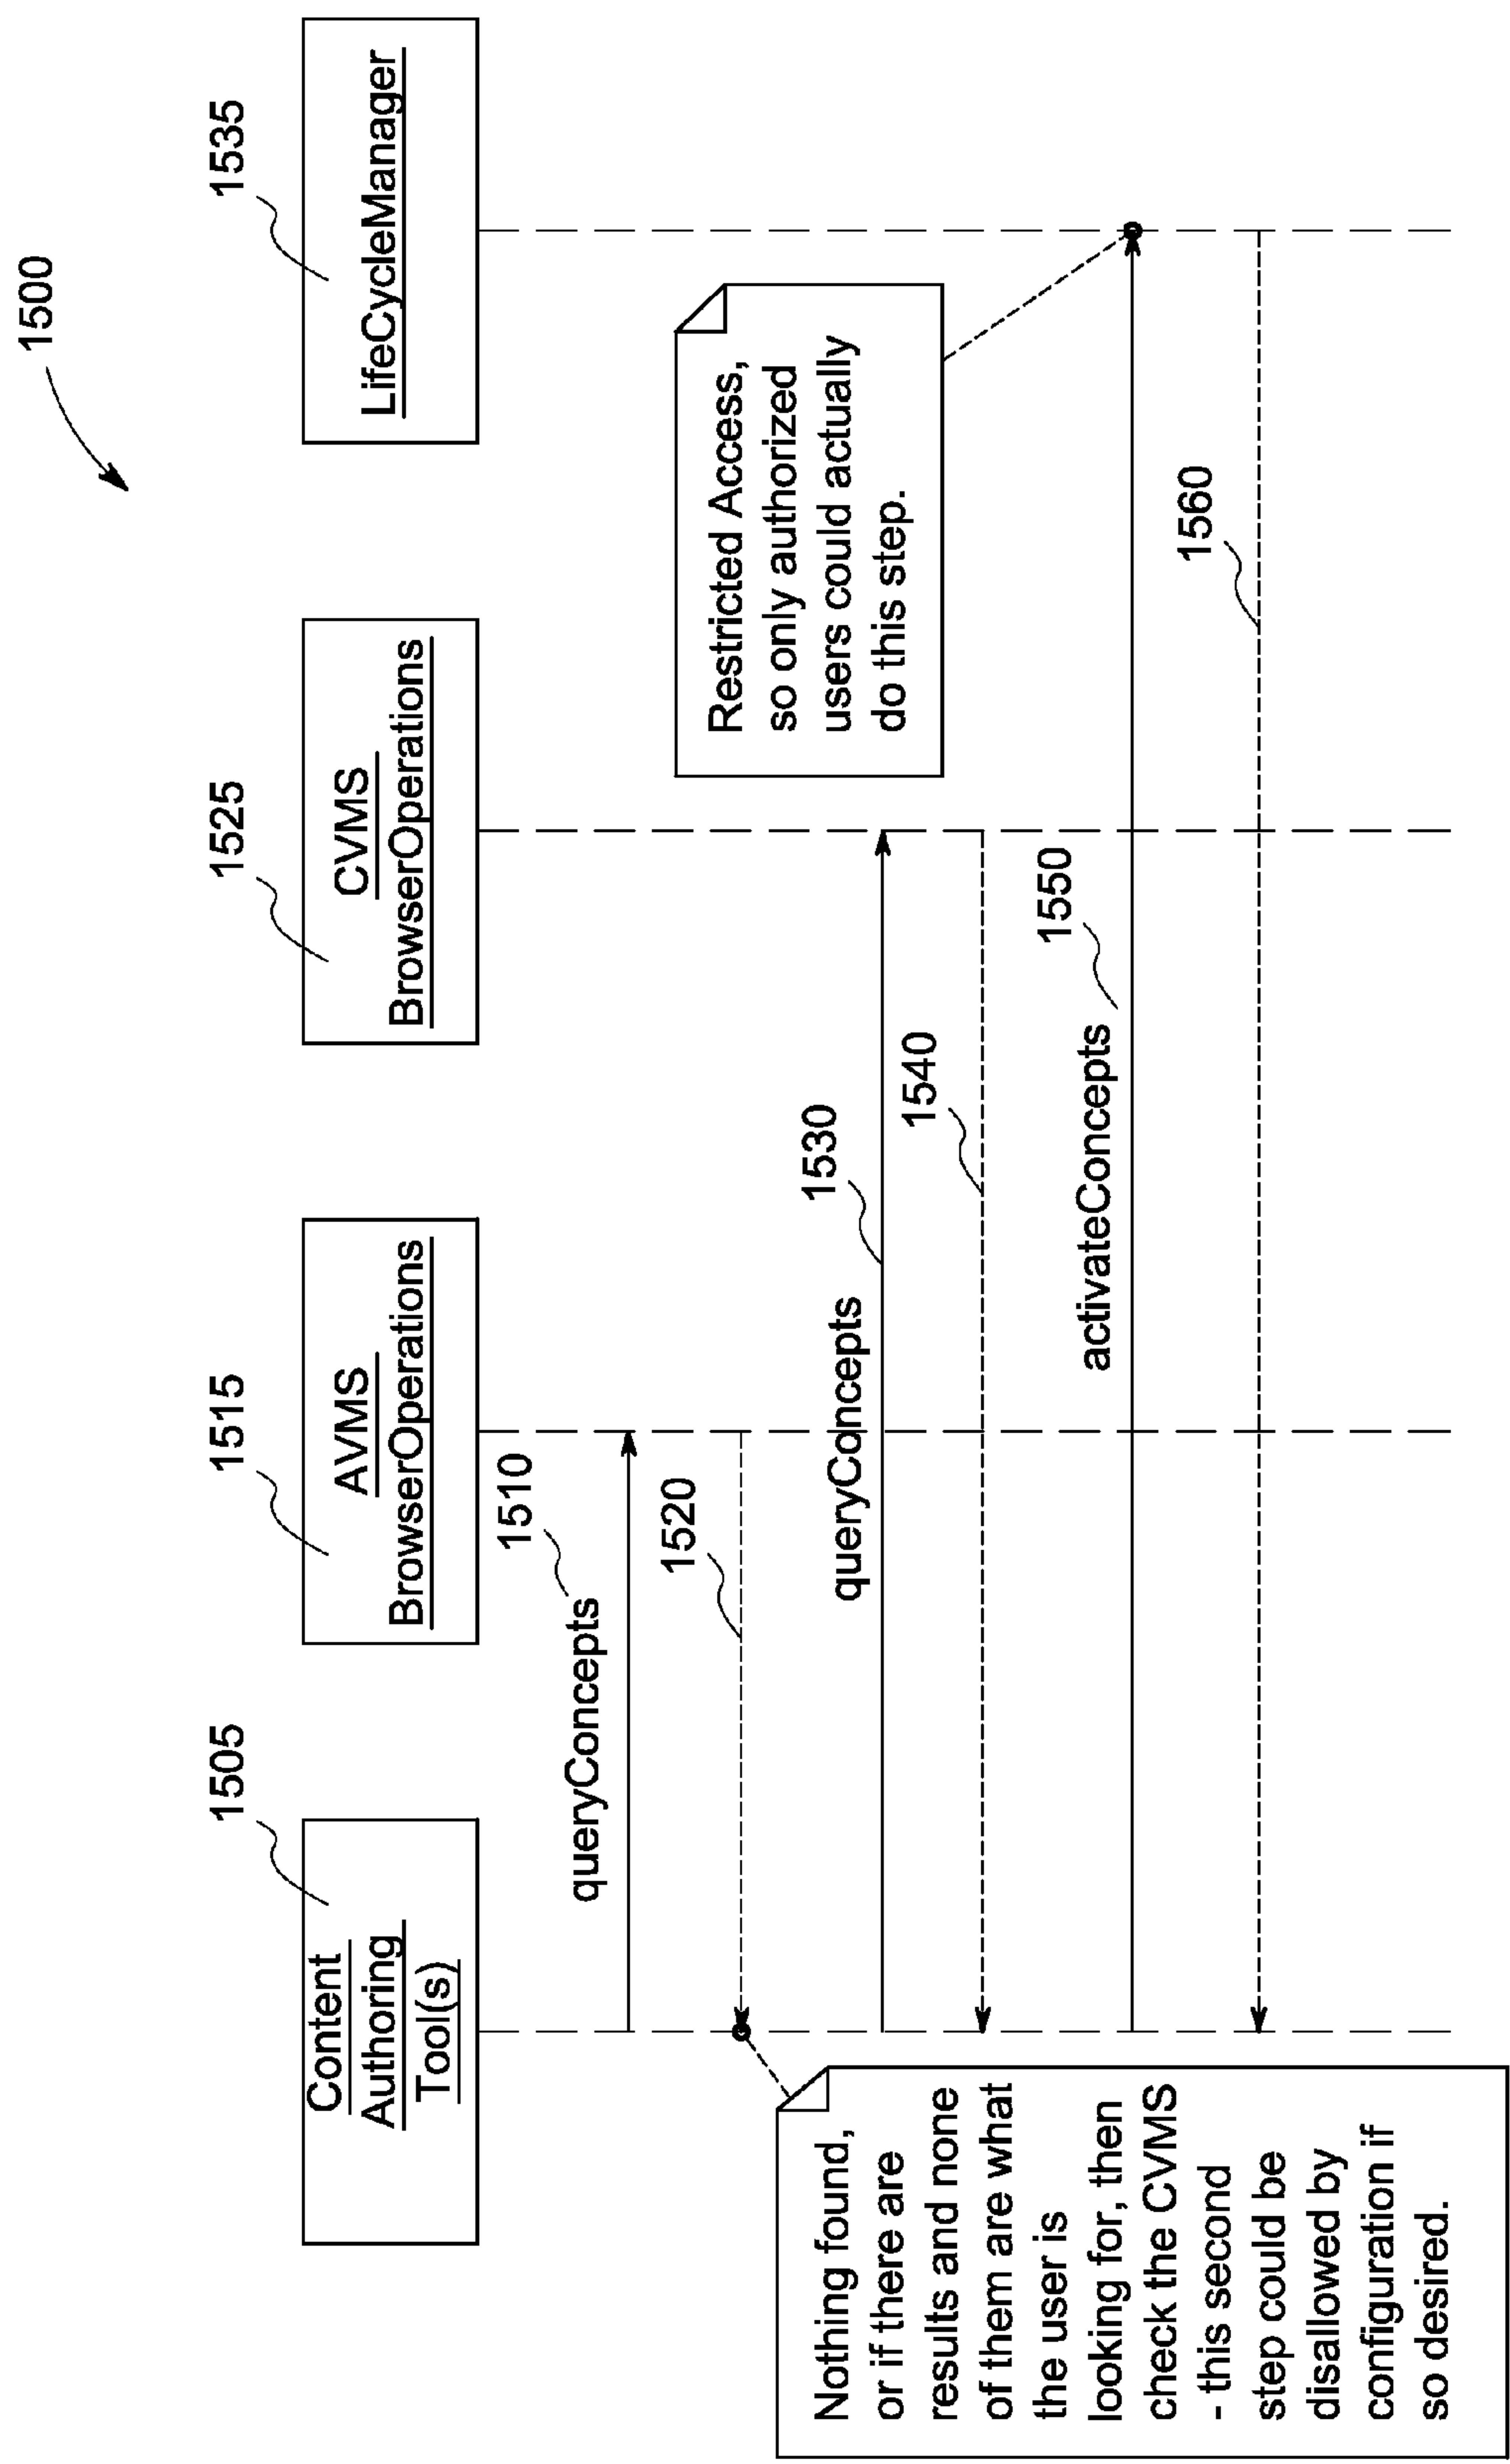 1500
1505
1515
1525
1535
Content
Authoring
Tool(s)
AVMS
BrowserOperations
CVMS
BrowserOperations
LifeCycleManager
1510
queryConcepts
1520
Nothing found,
or if there are
results and none
of them are what
the user is
looking for, then
check the CVMS
- this second
step could be
disallowed by
configuration if
so desired.
Restricted Access,
so only authorized
users could actually
do this step.
1530
queryConcepts
1540
1550
activateConcepts
1560